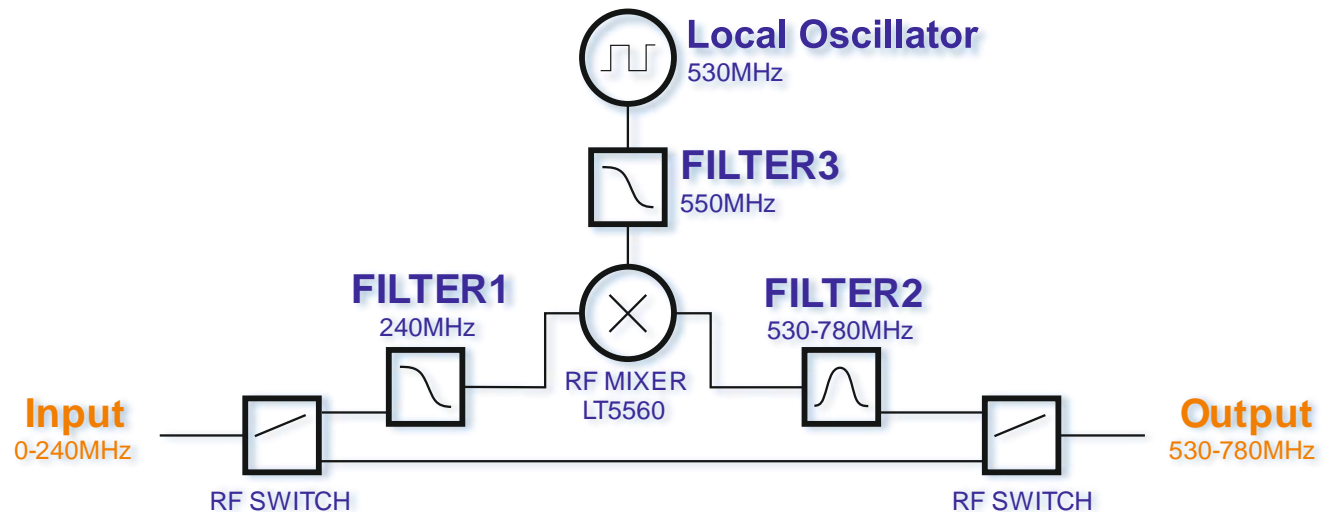 Local Oscillator
530MHz
FILTER3
550MHz
FILTER1
240MHz
FILTER2
530-780MHz
RF MIXER
LT5560
Input
0-240MHz
Output
530-780MHz
RF SWITCH
RF SWITCH